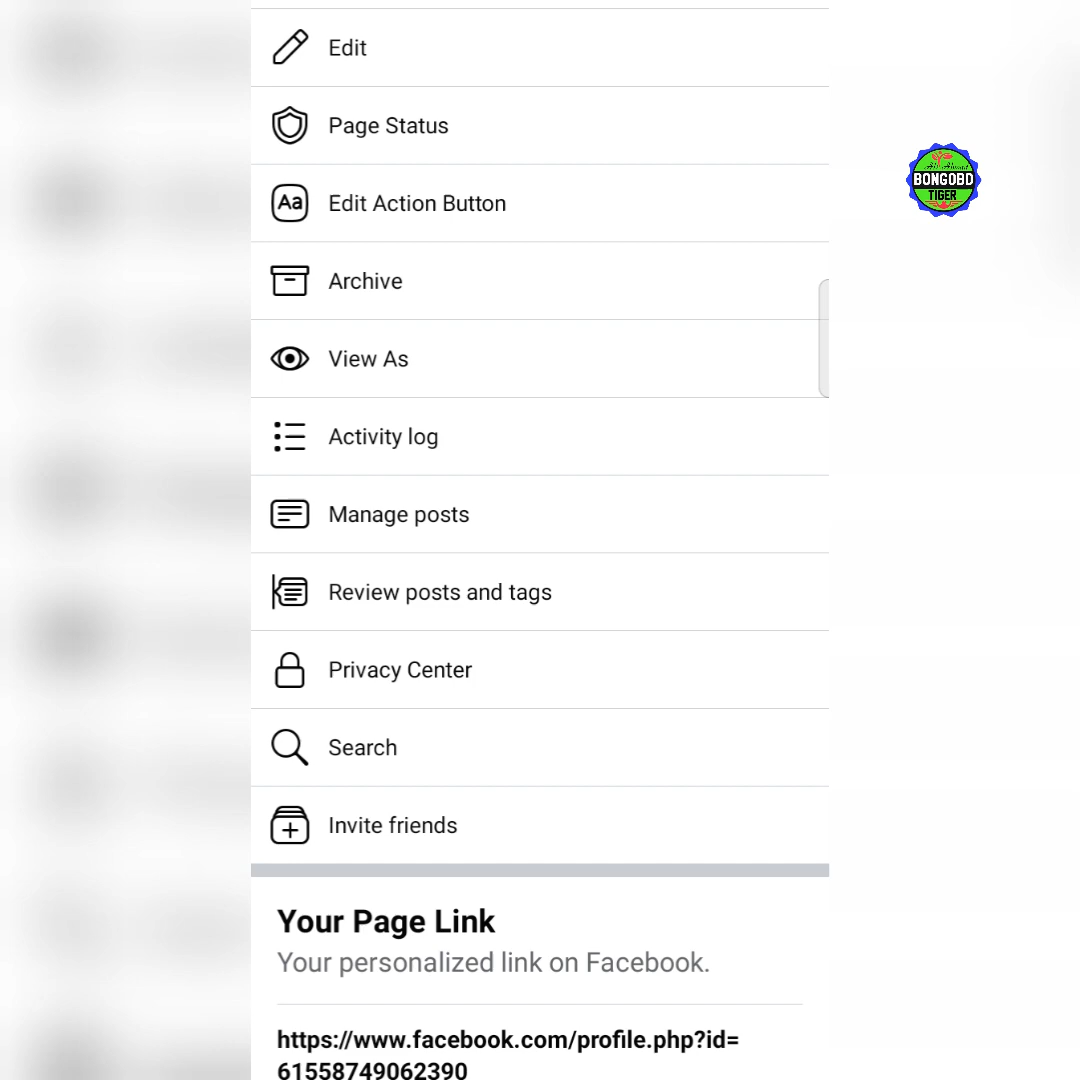 Edit
Page Status
Aa
Edit Action Button
Archive
View As
Activity log
Manage posts
Review posts and tags
Privacy Center
Search
Invite friends
Your Page Link
Your personalized link on Facebook.
https://www.facebook.com/profile.php?id=
61558749062390
BONGOBD
TIGER